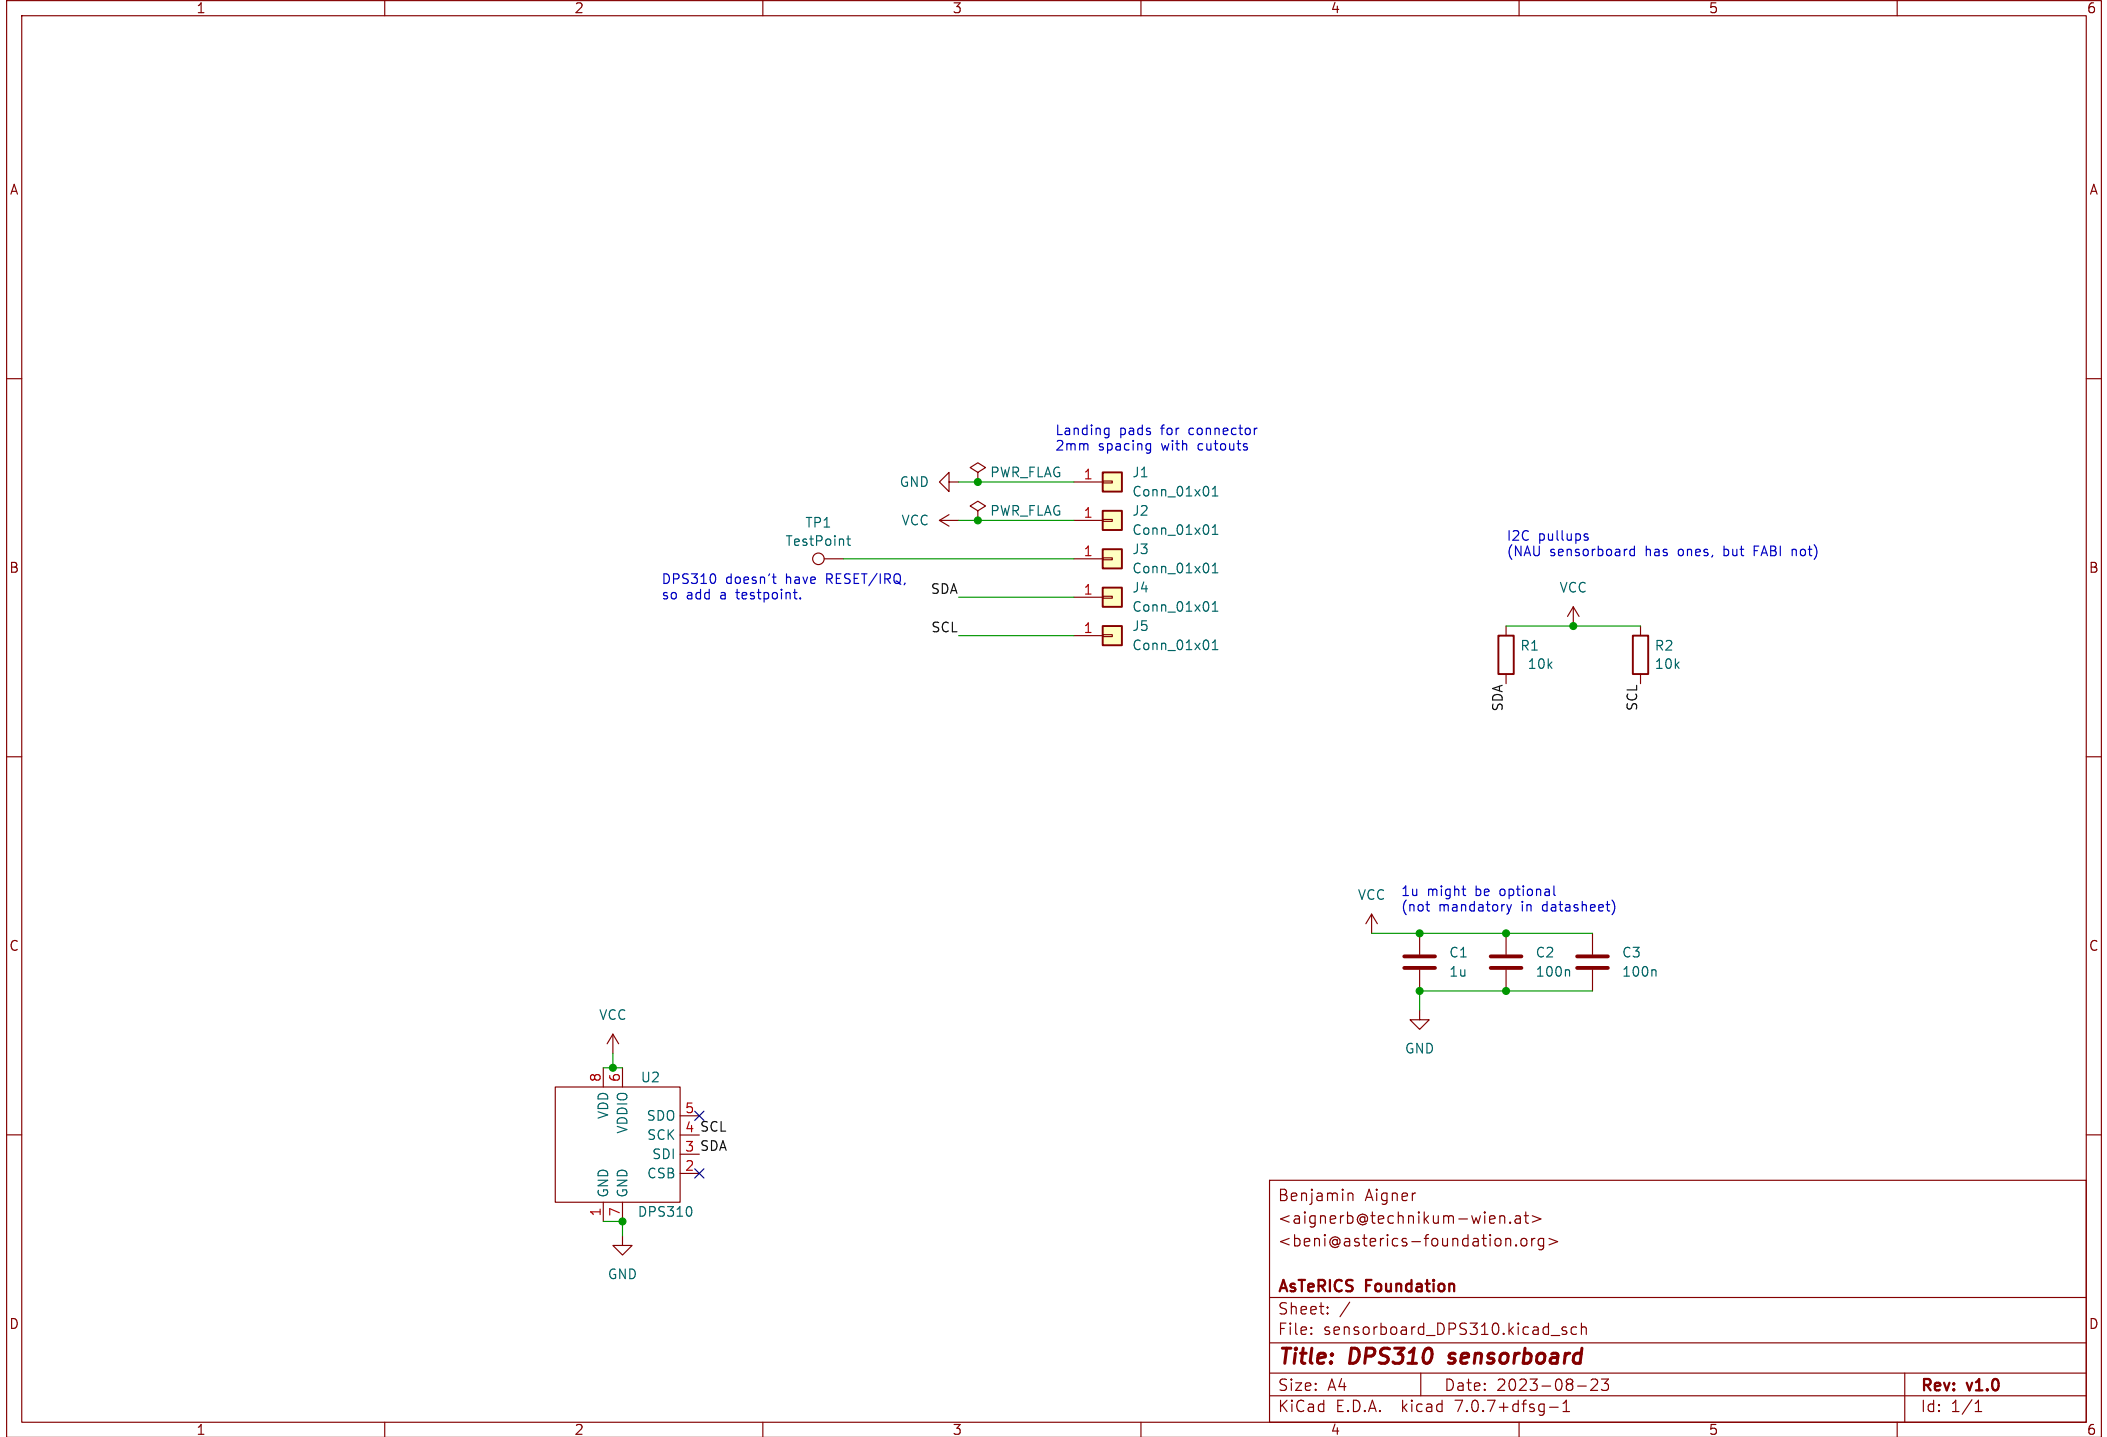 1 2 3 4 5 6
A A
Landing pads for connector
2mm spacing with cutouts
GND PWR_FLAG 1 J1
Conn_01x01
VCC PWR_FLAG 1 J2
Conn_01x01
TP1
TestPoint
1 J3
Conn_01x01
DPS310 doesn't have RESET/IRQ,
so add a testpoint.
SDA 1 J4
Conn_01x01
SCL 1 J5
Conn_01x01
B B
I2C pullups
(NAU sensorboard has ones, but FABI not)
VCC
R1
10k
R2
10k
SDA SCL
VCC
1u might be optional
(not mandatory in datasheet)
C1
1u
C2
100n
C3
100n
GND
C C
VCC
8 6 U2
VDD VDDIO
SDO 5
SCK 4 SCL
SDI 3 SDA
CSB 2
GND GND
1 7 DPS310
GND
D D
Benjamin Aigner
<aignerb@technikum-wien.at>
<beni@asterics-foundation.org>
AsTeRICS Foundation
Sheet: /
File: sensorboard_DPS310.kicad_sch
Title: DPS310 sensorboard
Size: A4 Date: 2023-08-23 Rev: v1.0
KiCad E.D.A. kicad 7.0.7+dfsg-1 Id: 1/1
1 2 3 4 5 6